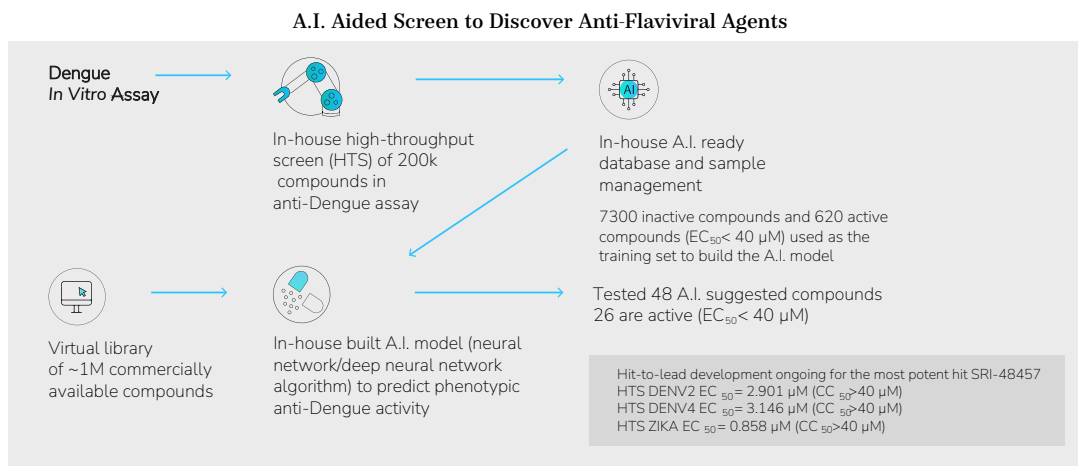 A.I. Aided Screen to Discover Anti-Flaviviral Agents
Dengue
In Vitro Assay
In-house high-throughput
screen (HTS) of 200k
compounds in
anti-Dengue assay
AI
In-house A.I. ready
database and sample
management
7300 inactive compounds and 620 active
compounds (EC50< 40 µM) used as the
training set to build the A.I. model
Virtual library
of ~1M commercially
available compounds
In-house built A.I. model (neural
network/deep neural network
algorithm) to predict phenotypic
anti-Dengue activity
Tested 48 A.I. suggested compounds
26 are active (EC50< 40 µM)
Hit-to-lead development ongoing for the most potent hit SRI-48457
HTS DENV2 EC 50= 2.901 µM (CC 50>40 µM)
HTS DENV4 EC 50= 3.146 µM (CC 50>40 µM)
HTS ZIKA EC 50= 0.858 µM (CC 50>40 µM)